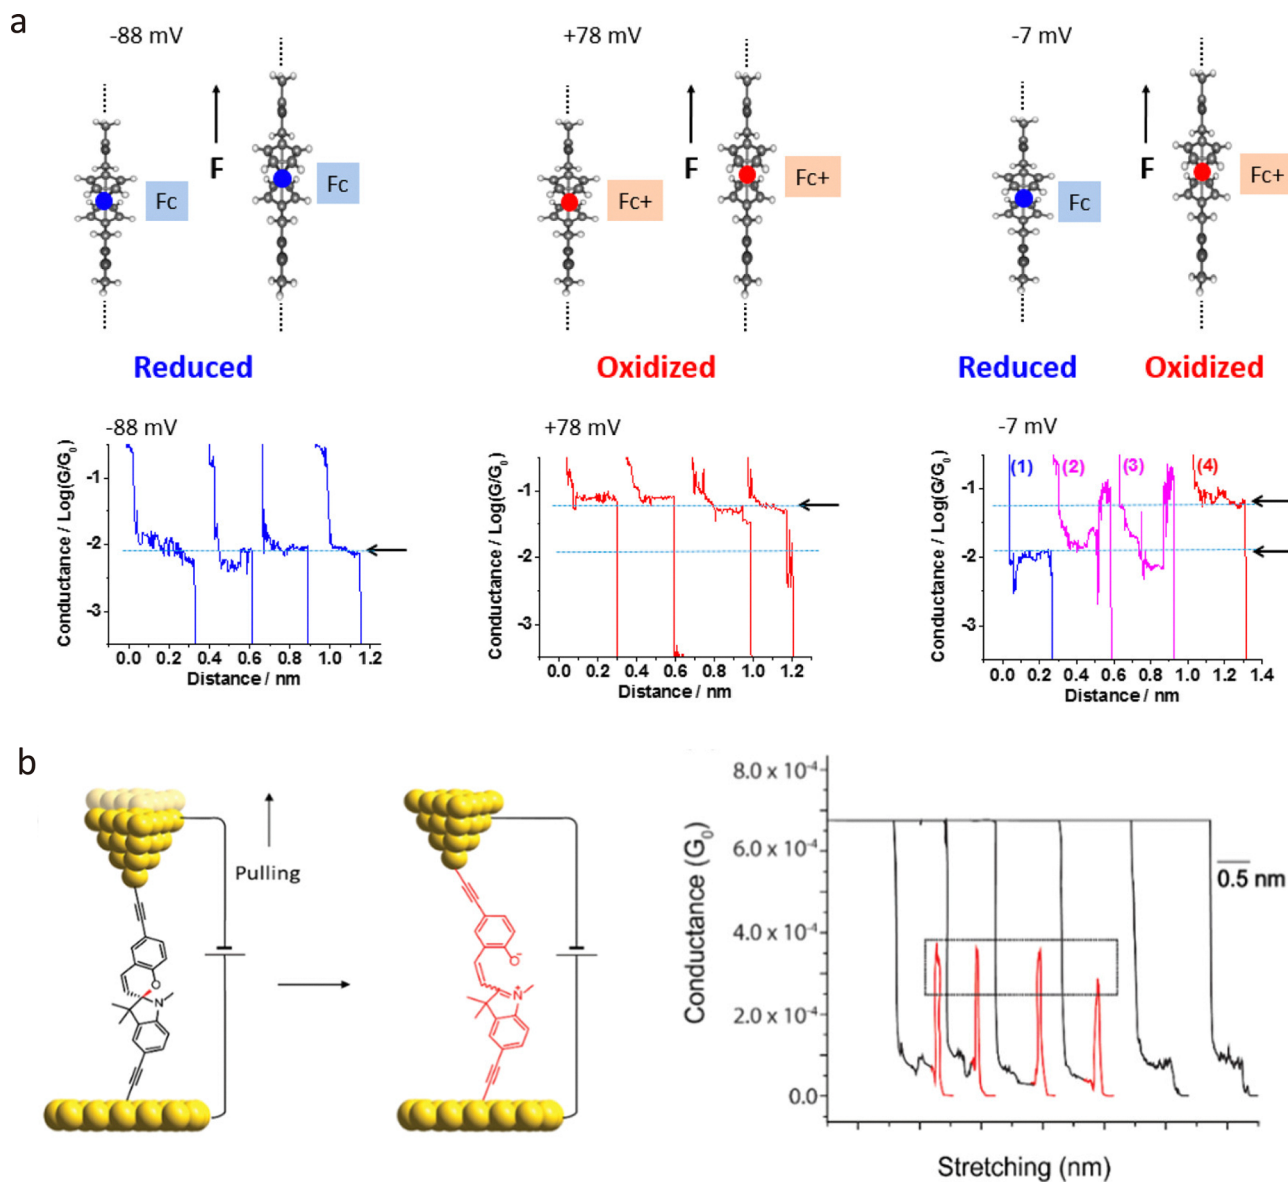 a
-88 mV
+78 mV
-7 mV
F
Fc
Fc
F
Fc+
Fc+
F
Fc
Fc+
Reduced
Oxidized
Reduced
Oxidized
-88 mV
Conductance / Log(G/G0)
-1
-2
-3
0.0 0.2 0.4 0.6 0.8 1.0 1.2
Distance / nm
+78 mV
Conductance / Log(G/G0)
-1
-2
-3
0.0 0.2 0.4 0.6 0.8 1.0 1.2
Distance / nm
-7 mV
Conductance / Log(G/G0)
(1) (2) (3) (4)
-1
-2
-3
0.0 0.2 0.4 0.6 0.8 1.0 1.2 1.4
Distance / nm
b
Pulling
O
N
O-
N+
Conductance (G0)
8.0 x 10-4
6.0 x 10-4
4.0 x 10-4
2.0 x 10-4
0.0
0.5 nm
Stretching (nm)